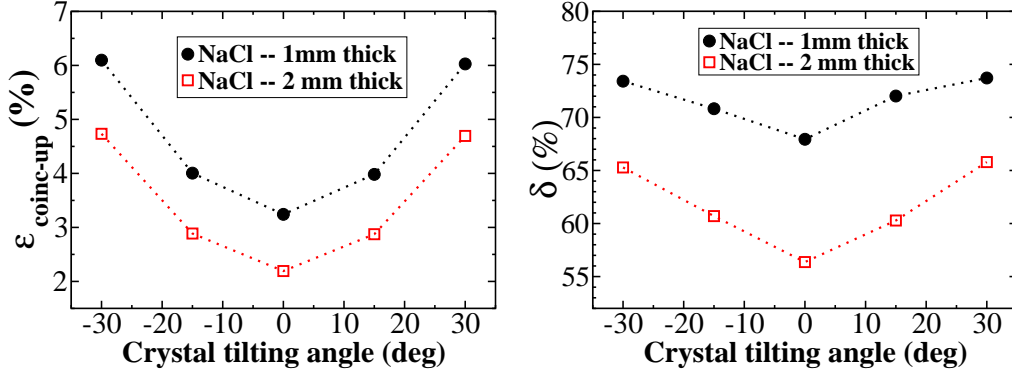 ε coinc-up (%)
7
6
5
4
3
2
NaCl -- 1mm thick
NaCl -- 2 mm thick
-30 -20 -10 0 10 20 30
Crystal tilting angle (deg)
δ (%)
80
75
70
65
60
55
NaCl -- 1mm thick
NaCl -- 2 mm thick
-30 -20 -10 0 10 20 30
Crystal tilting angle (deg)